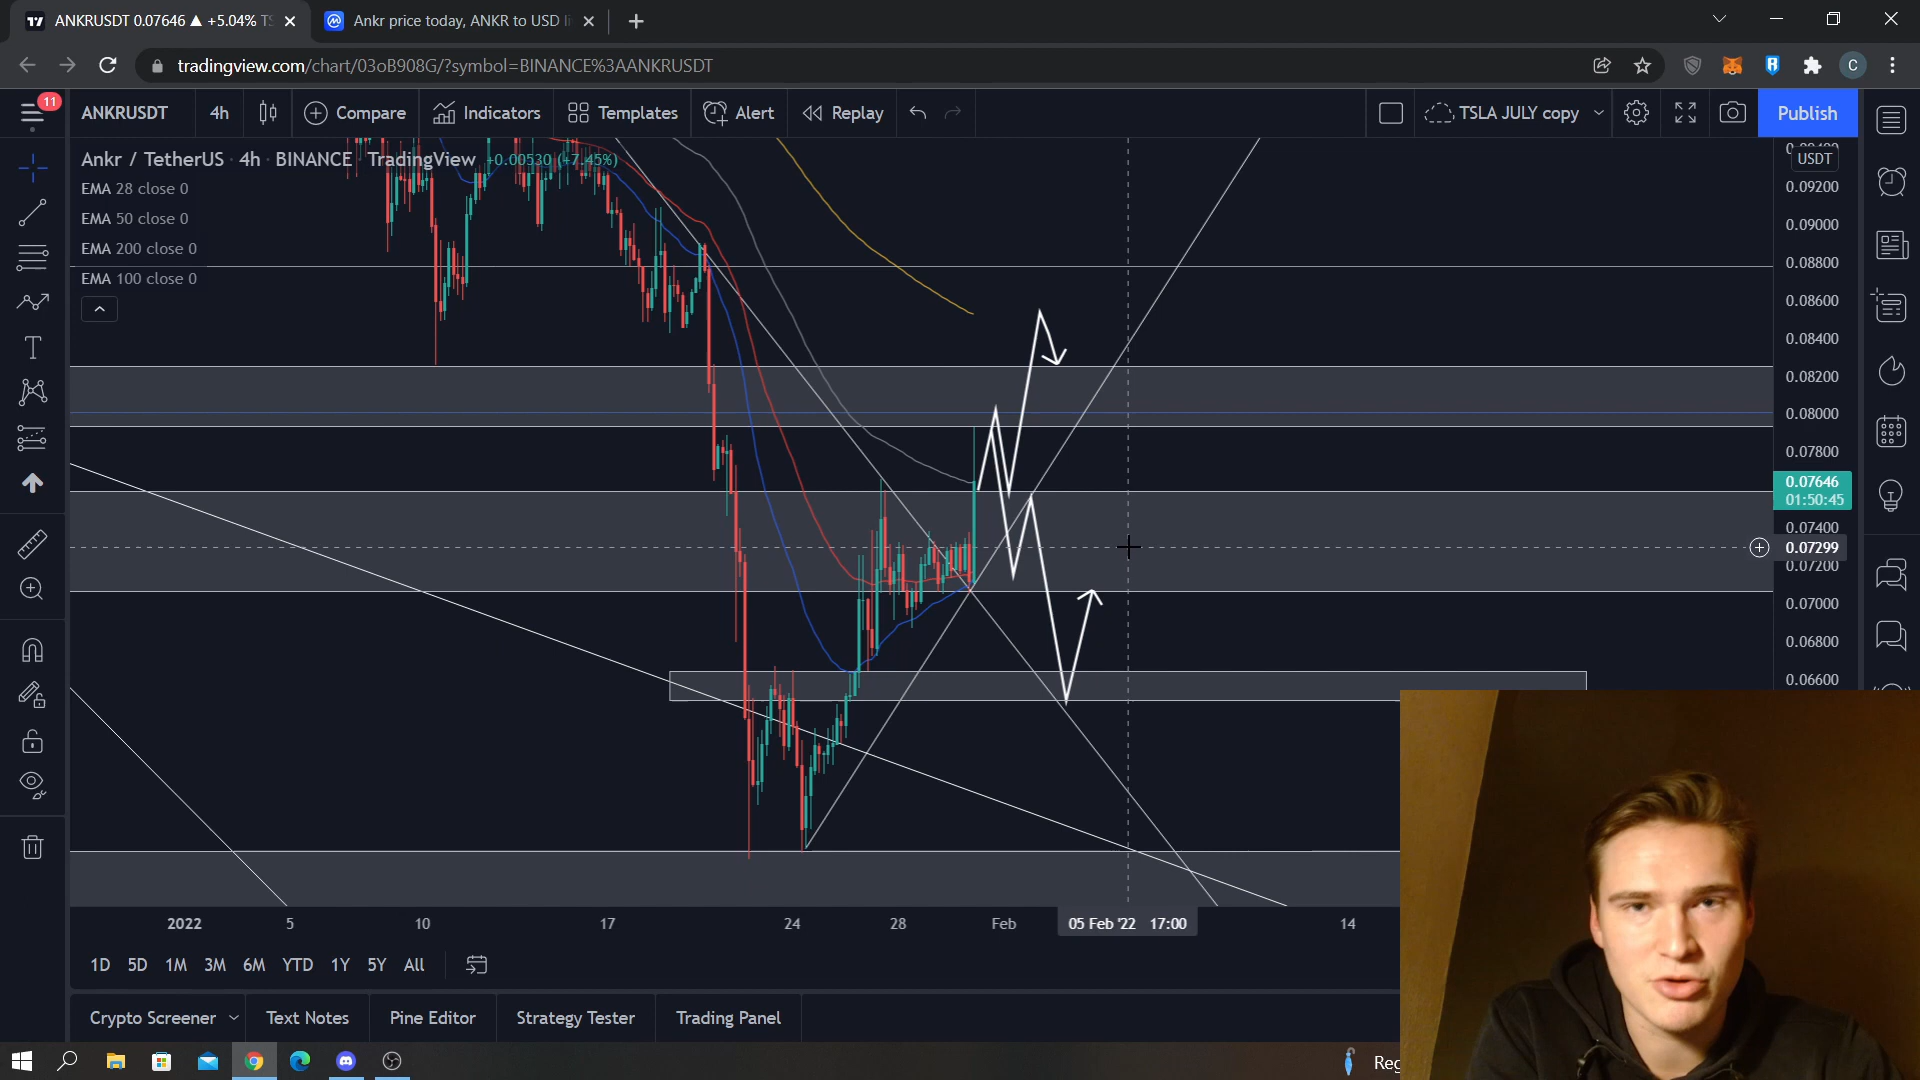 ANKRUSDT 0.07646 ▲ +5.04% TS
Ankr price today, ANKR to USD li
tradingview.com/chart/03oB908G/?symbol=BINANCE%3AANKRUSDT
C
11
ANKRUSDT 4h Compare Indicators Templates Alert Replay TSLA JULY copy Publish
Ankr / TetherUS · 4h · BINANCE · TradingView +0.00530 (+7.45%)
EMA 28 close 0
EMA 50 close 0
EMA 200 close 0
EMA 100 close 0
USDT
0.09200
0.09000
0.08800
0.08600
0.08400
0.08200
0.08000
0.07800
0.07646
01:50:45
0.07400
0.07299
0.07200
0.07000
0.06800
0.06600
2022 5 10 17 24 28 Feb 05 Feb '22 17:00 14
1D 5D 1M 3M 6M YTD 1Y 5Y All
Crypto Screener Text Notes Pine Editor Strategy Tester Trading Panel
Reg